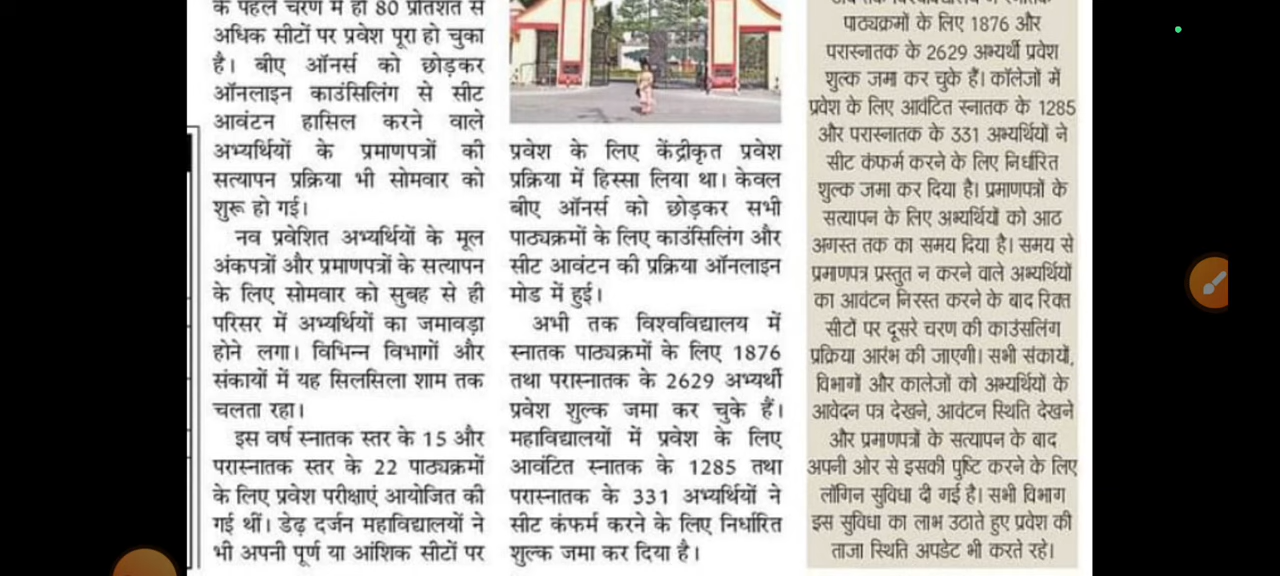 के पहले चरण में ही 80 प्रतिशत से
अधिक सीटों पर प्रवेश पूरा हो चुका
है। बीए ऑनर्स को छोड़कर
ऑनलाइन काउंसिलिंग से सीट
आवंटन हासिल करने वाले
अभ्यर्थियों के प्रमाणपत्रों की
सत्यापन प्रक्रिया भी सोमवार को
शुरू हो गई।
नव प्रवेशित अभ्यर्थियों के मूल
अंकपत्रों और प्रमाणपत्रों के सत्यापन
के लिए सोमवार को सुबह से ही
परिसर में अभ्यर्थियों का जमावड़ा
होने लगा। विभिन्न विभागों और
संकायों में यह सिलसिला शाम तक
चलता रहा।
इस वर्ष स्नातक स्तर के 15 और
परास्नातक स्तर के 22 पाठ्यक्रमों
के लिए प्रवेश परीक्षाएं आयोजित की
गई थीं। डेढ़ दर्जन महाविद्यालयों ने
भी अपनी पूर्ण या आंशिक सीटों पर
प्रवेश के लिए केंद्रीकृत प्रवेश
प्रक्रिया में हिस्सा लिया था। केवल
बीए ऑनर्स को छोड़कर सभी
पाठ्यक्रमों के लिए काउंसिलिंग और
सीट आवंटन की प्रक्रिया ऑनलाइन
मोड में हुई।
अभी तक विश्वविद्यालय में
स्नातक पाठ्यक्रमों के लिए 1876
तथा परास्नातक के 2629 अभ्यर्थी
प्रवेश शुल्क जमा कर चुके हैं।
महाविद्यालयों में प्रवेश के लिए
आवंटित स्नातक के 1285 तथा
परास्नातक के 331 अभ्यर्थियों ने
सीट कंफर्म करने के लिए निर्धारित
शुल्क जमा कर दिया है।
पाठ्यक्रमों के लिए 1876 और
परास्नातक के 2629 अभ्यर्थी प्रवेश
शुल्क जमा कर चुके हैं। कॉलेजों में
प्रवेश के लिए आवंटित स्नातक के 1285
और परास्नातक के 331 अभ्यर्थियों ने
सीट कंफर्म करने के लिए निर्धारित
शुल्क जमा कर दिया है। प्रमाणपत्रों के
सत्यापन के लिए अभ्यर्थियों को आठ
अगस्त तक का समय दिया है। समय से
प्रमाणपत्र प्रस्तुत न करने वाले अभ्यर्थियों
का आवंटन निरस्त करने के बाद रिक्त
सीटों पर दूसरे चरण की काउंसलिंग
प्रक्रिया आरंभ की जाएगी। सभी संकायों,
विभागों और कालेजों को अभ्यर्थियों के
आवेदन पत्र देखने, आवंटन स्थिति देखने
और प्रमाणपत्रों के सत्यापन के बाद
अपनी ओर से इसकी पुष्टि करने के लिए
लॉगिन सुविधा दी गई है। सभी विभाग
इस सुविधा का लाभ उठाते हुए प्रवेश की
ताजा स्थिति अपडेट भी करते रहे।